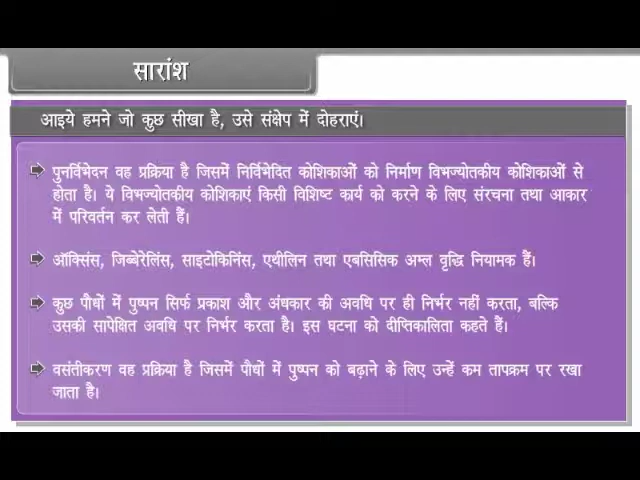 सारांश
आइये हमने जो कुछ सीखा है, उसे संक्षेप में दोहराएं।
पुनर्विभेदन वह प्रक्रिया है जिसमें निर्विभेदित कोशिकाओं को निर्माण विभज्योतकीय कोशिकाओं से
होता है। ये विभज्योतकीय कोशिकाएं किसी विशिष्ट कार्य को करने के लिए संरचना तथा आकार
में परिवर्तन कर लेती हैं।
ऑक्सिंस, जिब्बेरेलिंस, साइटोकिनिंस, एथीलिन तथा एबसिसिक अम्ल वृद्धि नियामक हैं।
कुछ पौधों में पुष्पन सिर्फ प्रकाश और अंधकार की अवधि पर ही निर्भर नहीं करता, बल्कि
उसकी सापेक्षित अवधि पर निर्भर करता है। इस घटना को दीप्तिकालिता कहते हैं।
वसंतीकरण वह प्रक्रिया है जिसमें पौधों में पुष्पन को बढ़ाने के लिए उन्हें कम तापक्रम पर रखा
जाता है।